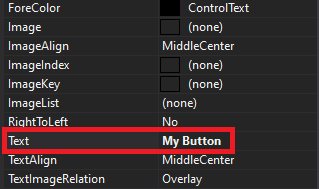 ForeColor ControlText
Image (none)
ImageAlign MiddleCenter
ImageIndex (none)
ImageKey (none)
ImageList (none)
RightToLeft No
Text My Button
TextAlign MiddleCenter
TextImageRelation Overlay